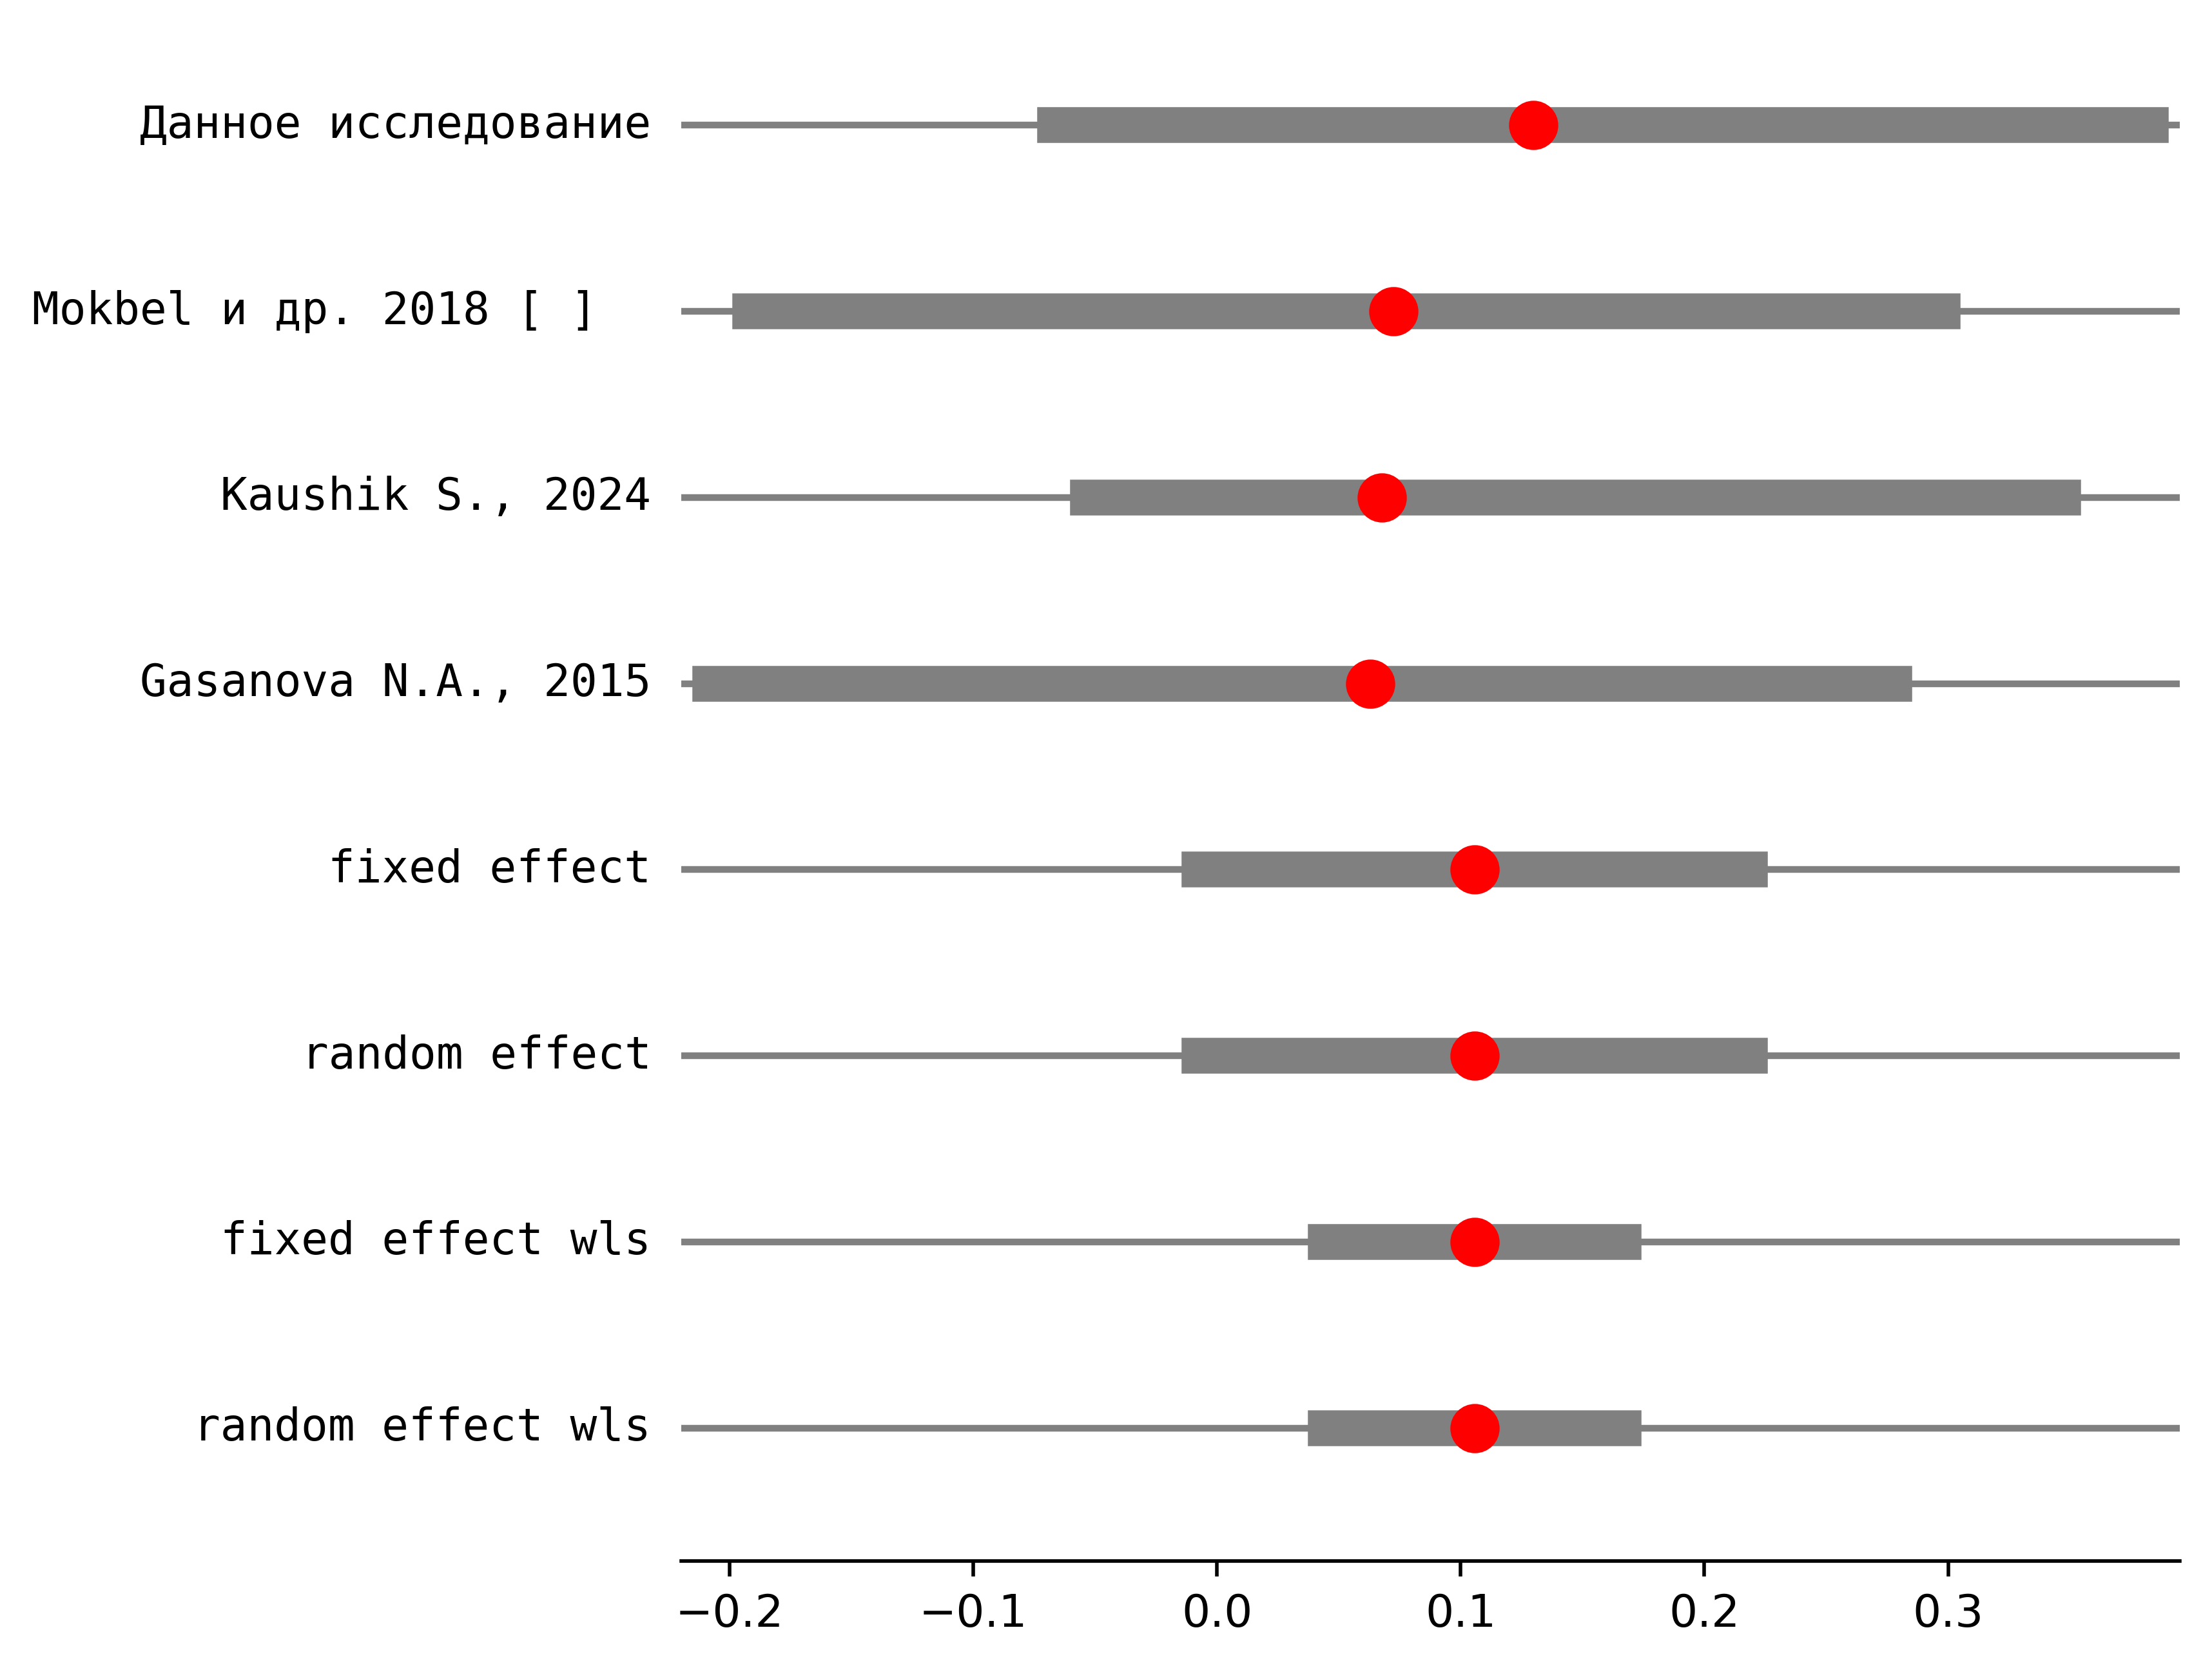 Данное исследование
Mokbel и др. 2018 [ ]
Kaushik S., 2024
Gasanova N.A., 2015
fixed effect
random effect
fixed effect wls
random effect wls
−0.2 −0.1 0.0 0.1 0.2 0.3